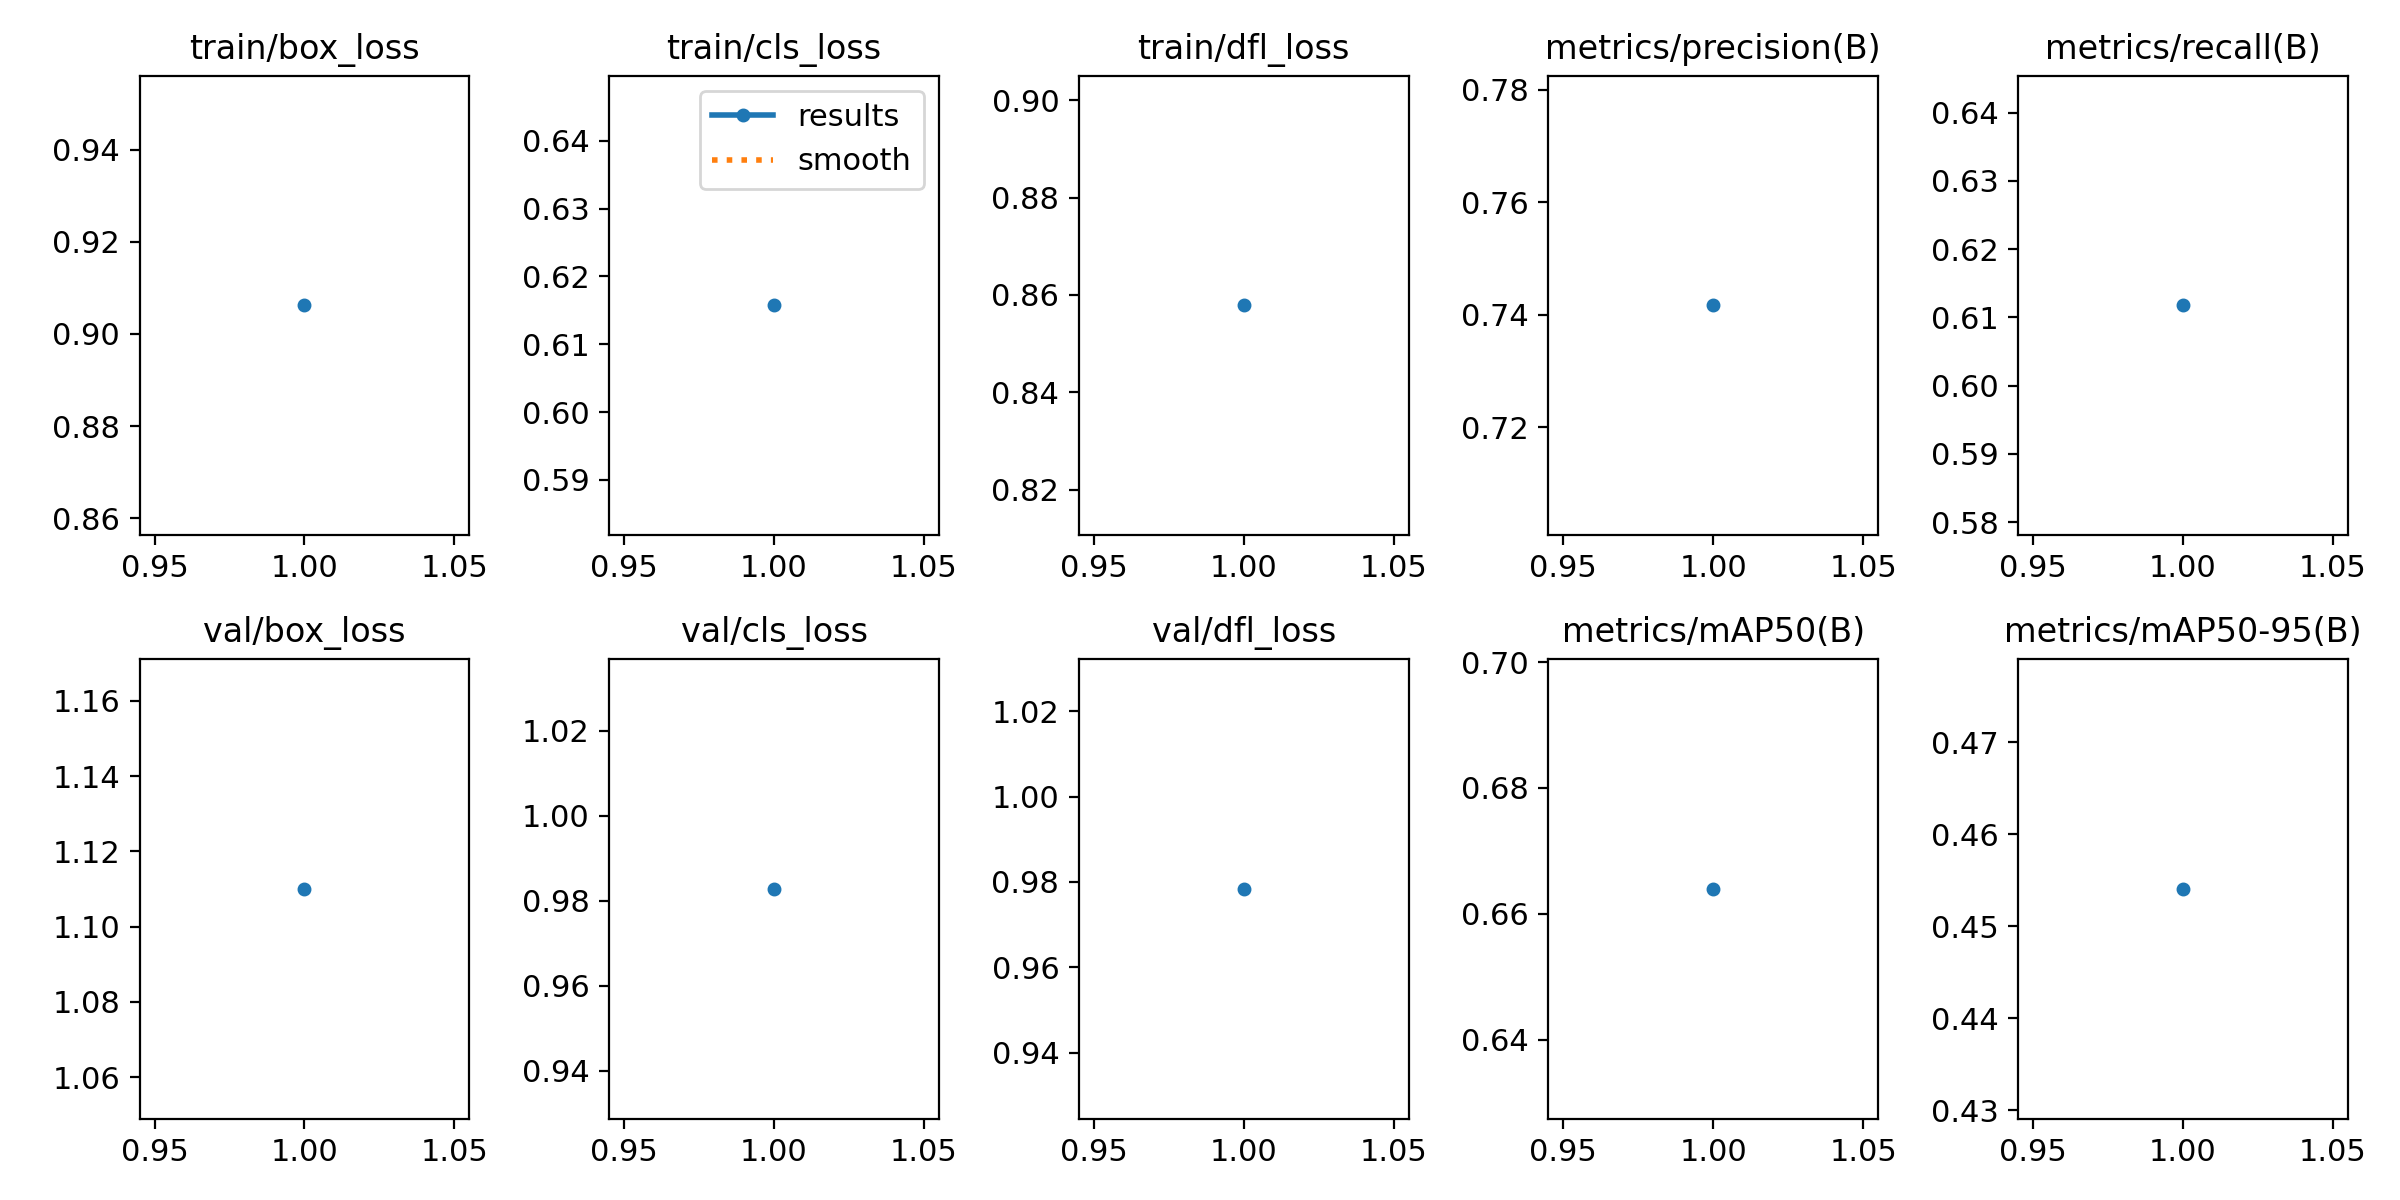 train/box_loss
0.94
0.92
0.90
0.88
0.86
0.95 1.00 1.05
train/cls_loss
results
smooth
0.64
0.63
0.62
0.61
0.60
0.59
0.95 1.00 1.05
train/dfl_loss
0.90
0.88
0.86
0.84
0.82
0.95 1.00 1.05
metrics/precision(B)
0.78
0.76
0.74
0.72
0.95 1.00 1.05
metrics/recall(B)
0.64
0.63
0.62
0.61
0.60
0.59
0.58
0.95 1.00 1.05
val/box_loss
1.16
1.14
1.12
1.10
1.08
1.06
0.95 1.00 1.05
val/cls_loss
1.02
1.00
0.98
0.96
0.94
0.95 1.00 1.05
val/dfl_loss
1.02
1.00
0.98
0.96
0.94
0.95 1.00 1.05
metrics/mAP50(B)
0.70
0.68
0.66
0.64
0.95 1.00 1.05
metrics/mAP50-95(B)
0.47
0.46
0.45
0.44
0.43
0.95 1.00 1.05